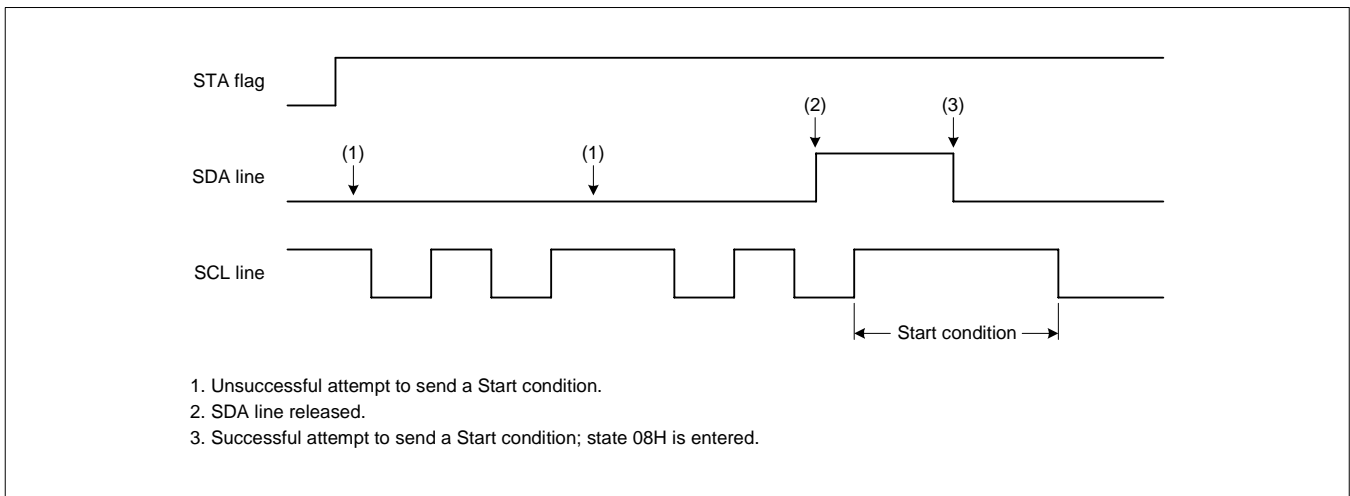 STA flag
(2)
(3)
(1)
(1)
SDA line
SCL line
Start condition
1. Unsuccessful attempt to send a Start condition.
2. SDA line released.
3. Successful attempt to send a Start condition; state 08H is entered.